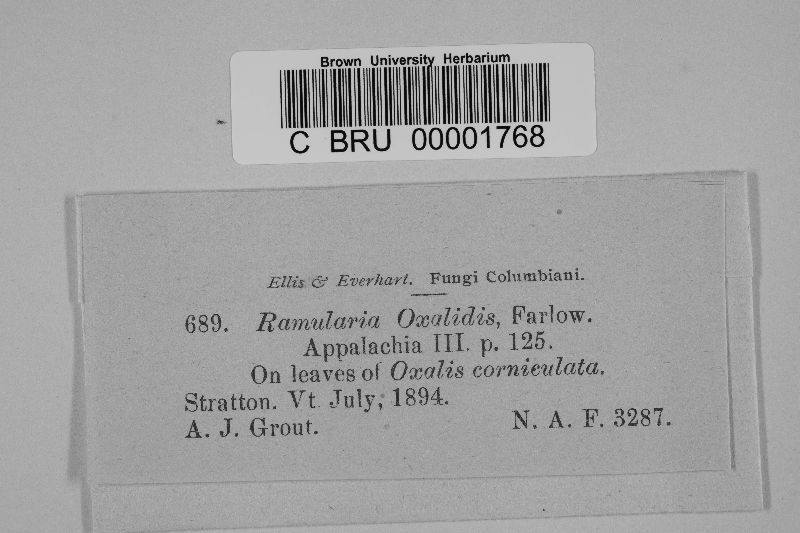 Brown University Herbarium
C BRU 00001768
Ellis & Everhart. Fungi Columbiani.
689. Ramularia Oxalidis, Farlow.
Appalachia III. p. 125.
On leaves of Oxalis corniculata.
Stratton. Vt. July, 1894.
A. J. Grout. N. A. F. 3287.